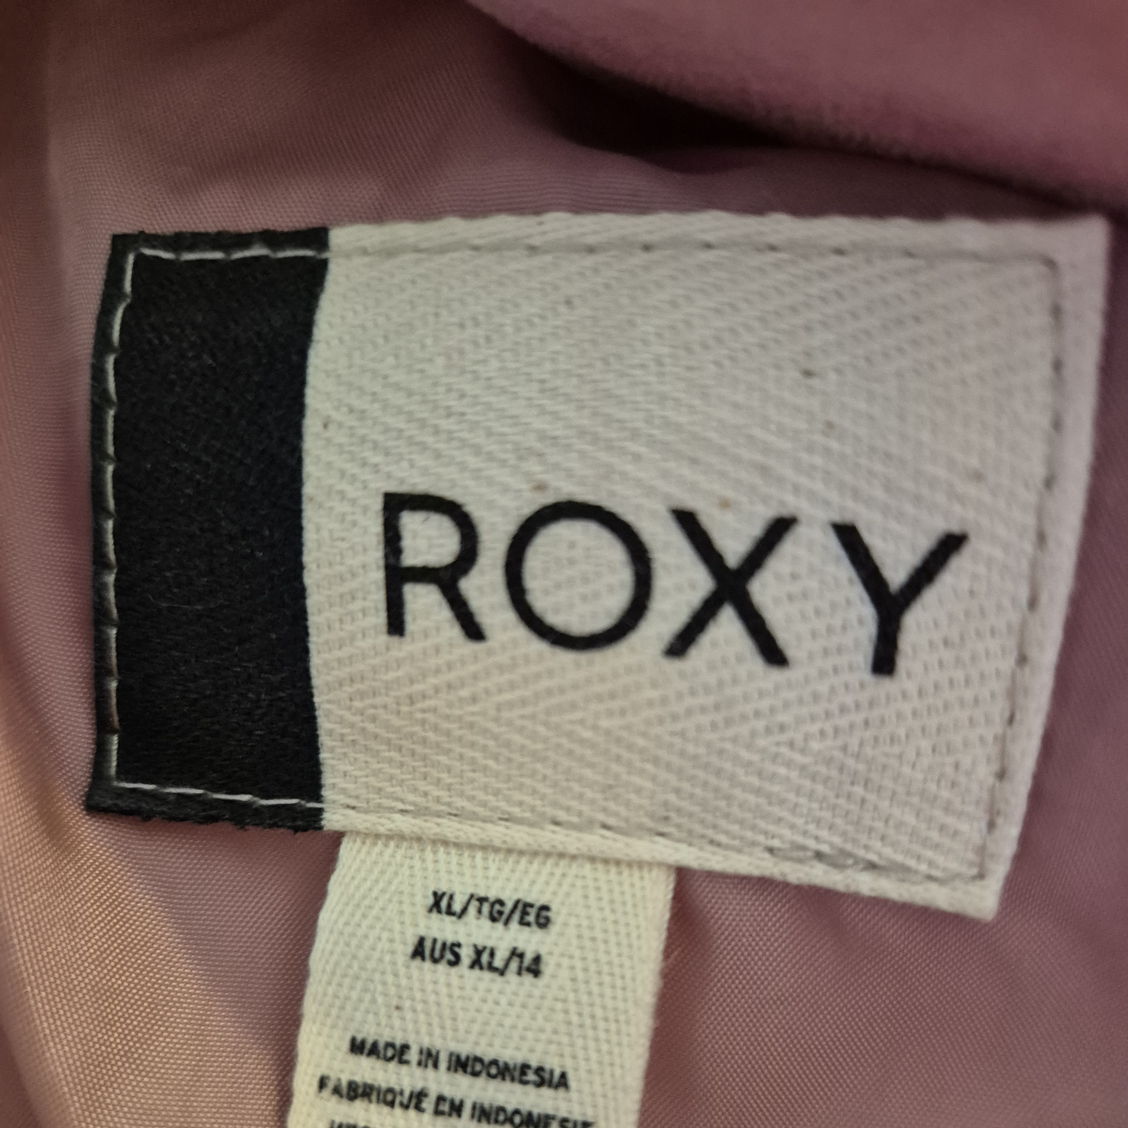 ROXY
XL/TG/EG
AUS XL/14
MADE IN INDONESIA
FABRIQUÉ EN INDONESIE